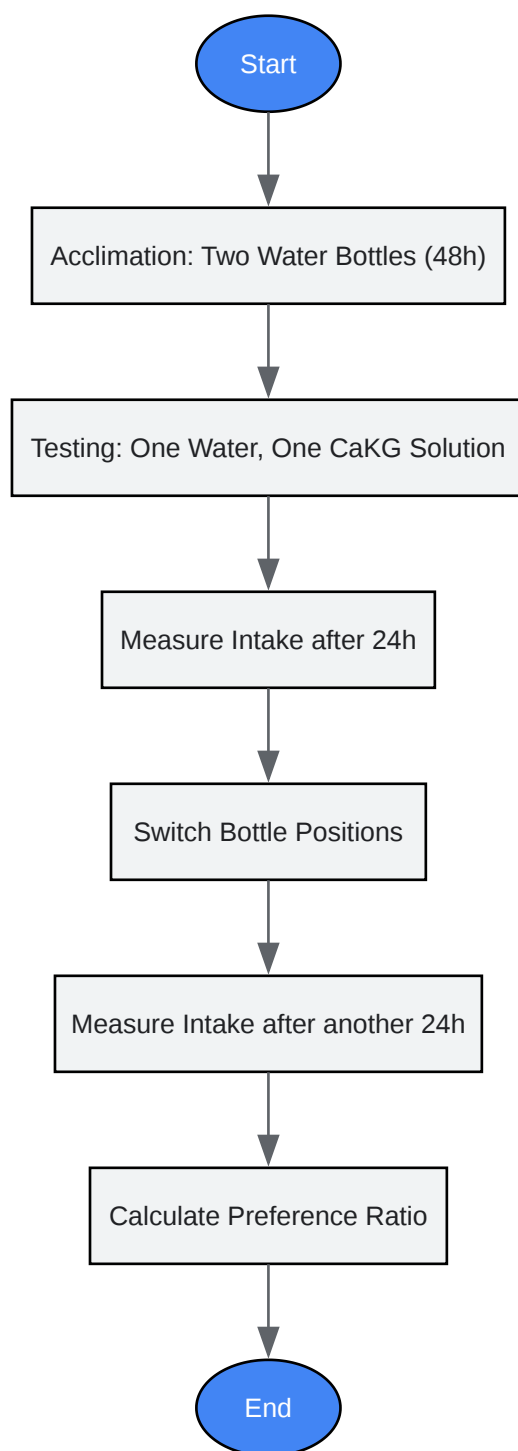 Start
Acclimation: Two Water Bottles (48h)
Testing: One Water, One CaKG Solution
Measure Intake after 24h
Switch Bottle Positions
Measure Intake after another 24h
Calculate Preference Ratio
End